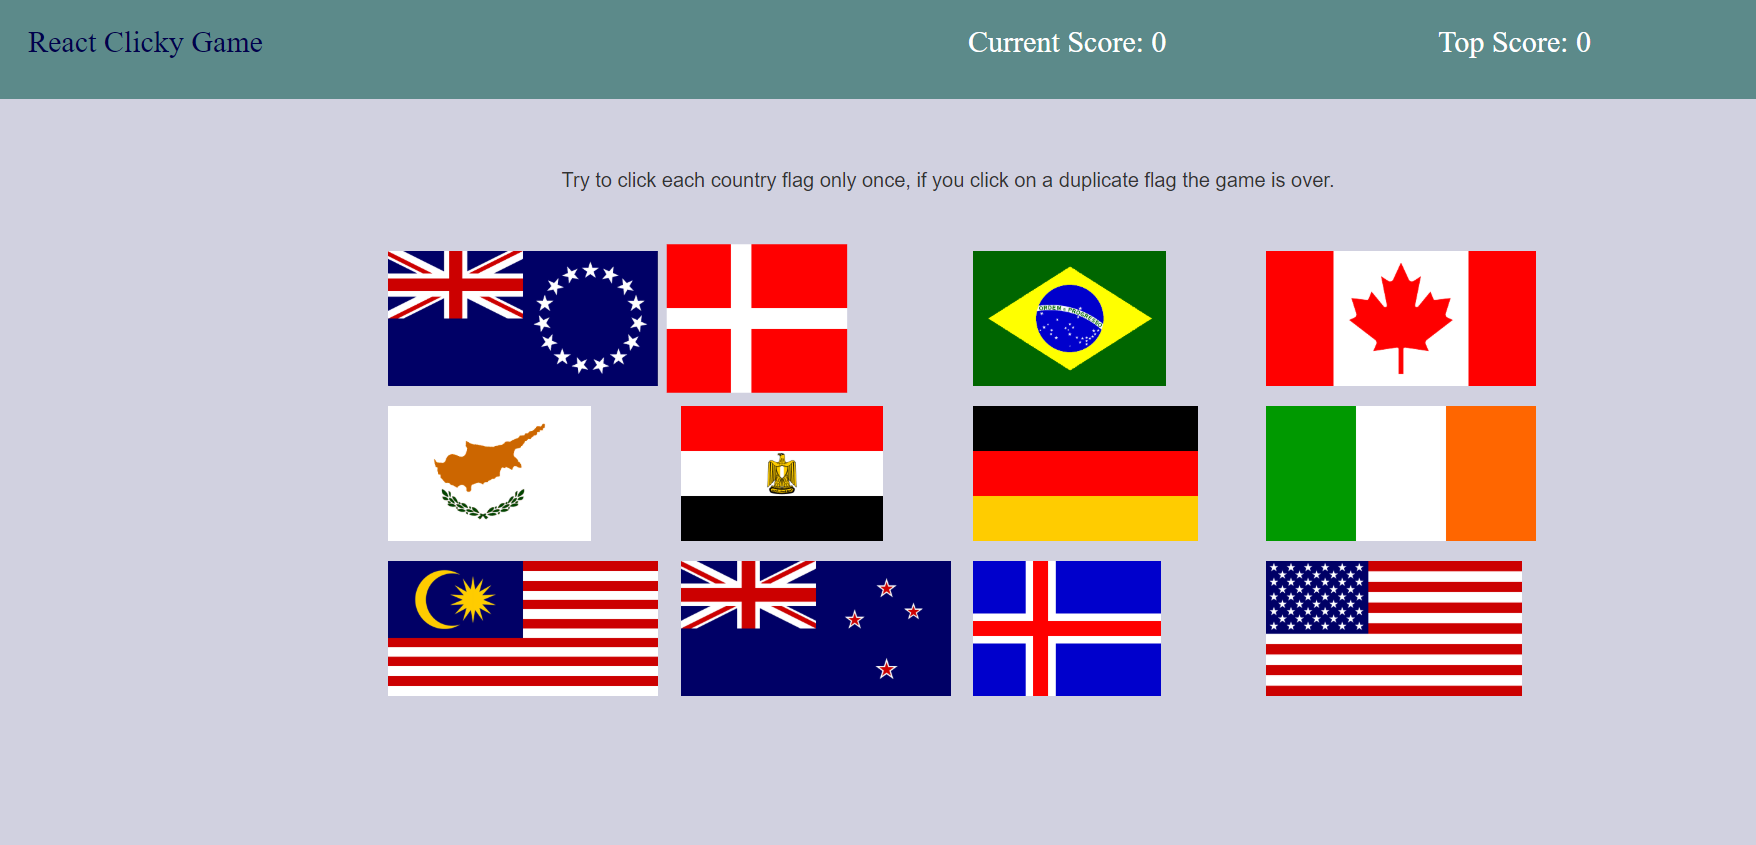 React Clicky Game
Current Score: 0
Top Score: 0
Try to click each country flag only once, if you click on a duplicate flag the game is over.
ORDEM E PROGRESSO